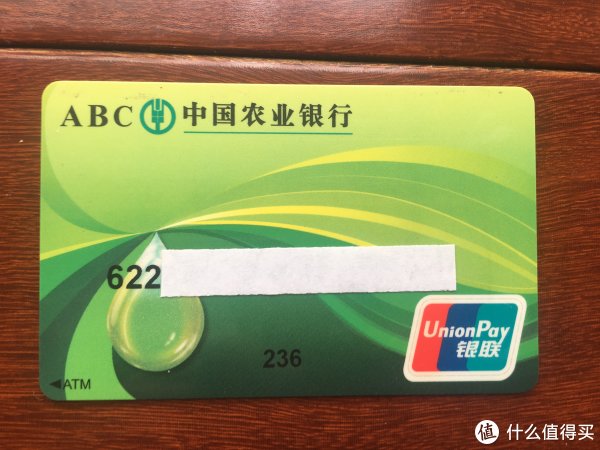 ABC 中国农业银行
622
236
UnionPay
银联
ATM
值 什么值得买